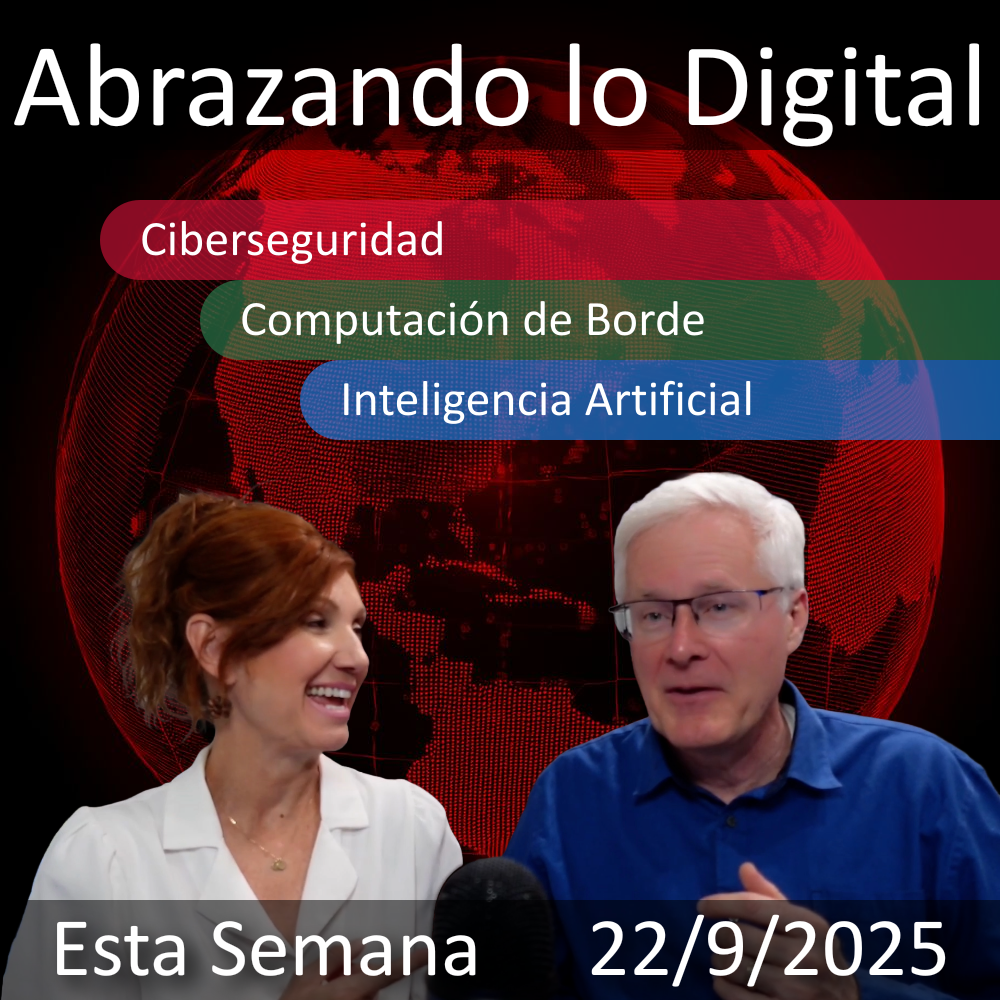 Abrazando lo Digital
Ciberseguridad
Computación de Borde
Inteligencia Artificial
Esta Semana 22/9/2025